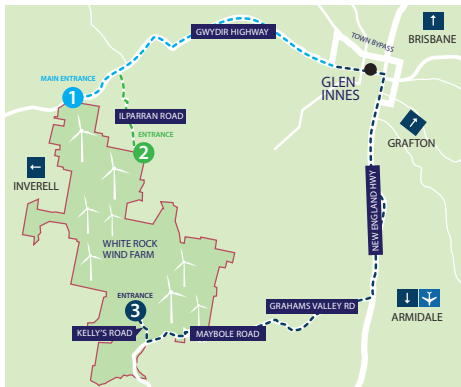 GWYDIR HIGHWAY
TOWN BYPASS
BRISBANE
MAIN ENTRANCE
1
GLEN
INNES
ILPARRAN ROAD
ENTRANCE
2
GRAFTON
INVERELL
NEW ENGLAND HWY
WHITE ROCK
WIND FARM
ENTRANCE
3
GRAHAMS VALLEY RD
ARMIDALE
KELLY'S ROAD
MAYBOLE ROAD